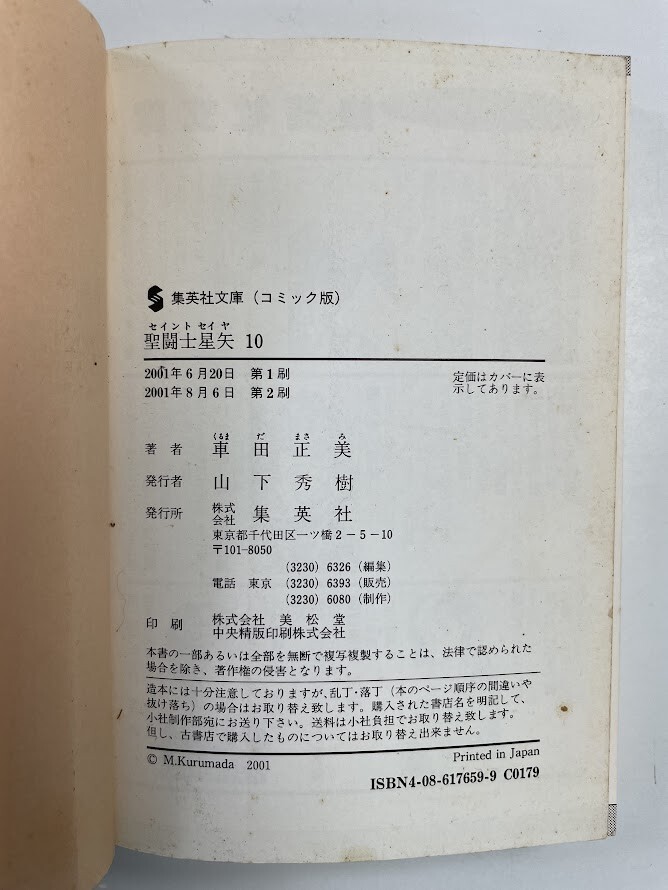 集英社文庫（コミック版）
セイント セイヤ
聖闘士星矢 10
2001年6月20日 第1刷
2001年8月6日 第2刷
定価はカバーに表
示してあります。
くるま だ まさ み
著者 車田正美
発行者 山下秀樹
発行所 株式会社 集英社
東京都千代田区一ツ橋2－5－10
〒101-8050
(3230) 6326（編集）
電話 東京 (3230) 6393（販売）
(3230) 6080（制作）
印刷 株式会社 美松堂
中央精版印刷株式会社
本書の一部あるいは全部を無断で複写複製することは、法律で認められた
場合を除き、著作権の侵害となります。
造本には十分注意しておりますが、乱丁・落丁（本のページ順序の間違いや
抜け落ち）の場合はお取り替え致します。購入された書店名を明記して、
小社制作部宛にお送り下さい。送料は小社負担でお取り替え致します。
但し、古書店で購入したものについてはお取り替え出来ません。
© M.Kurumada 2001
Printed in Japan
ISBN4-08-617659-9 C0179